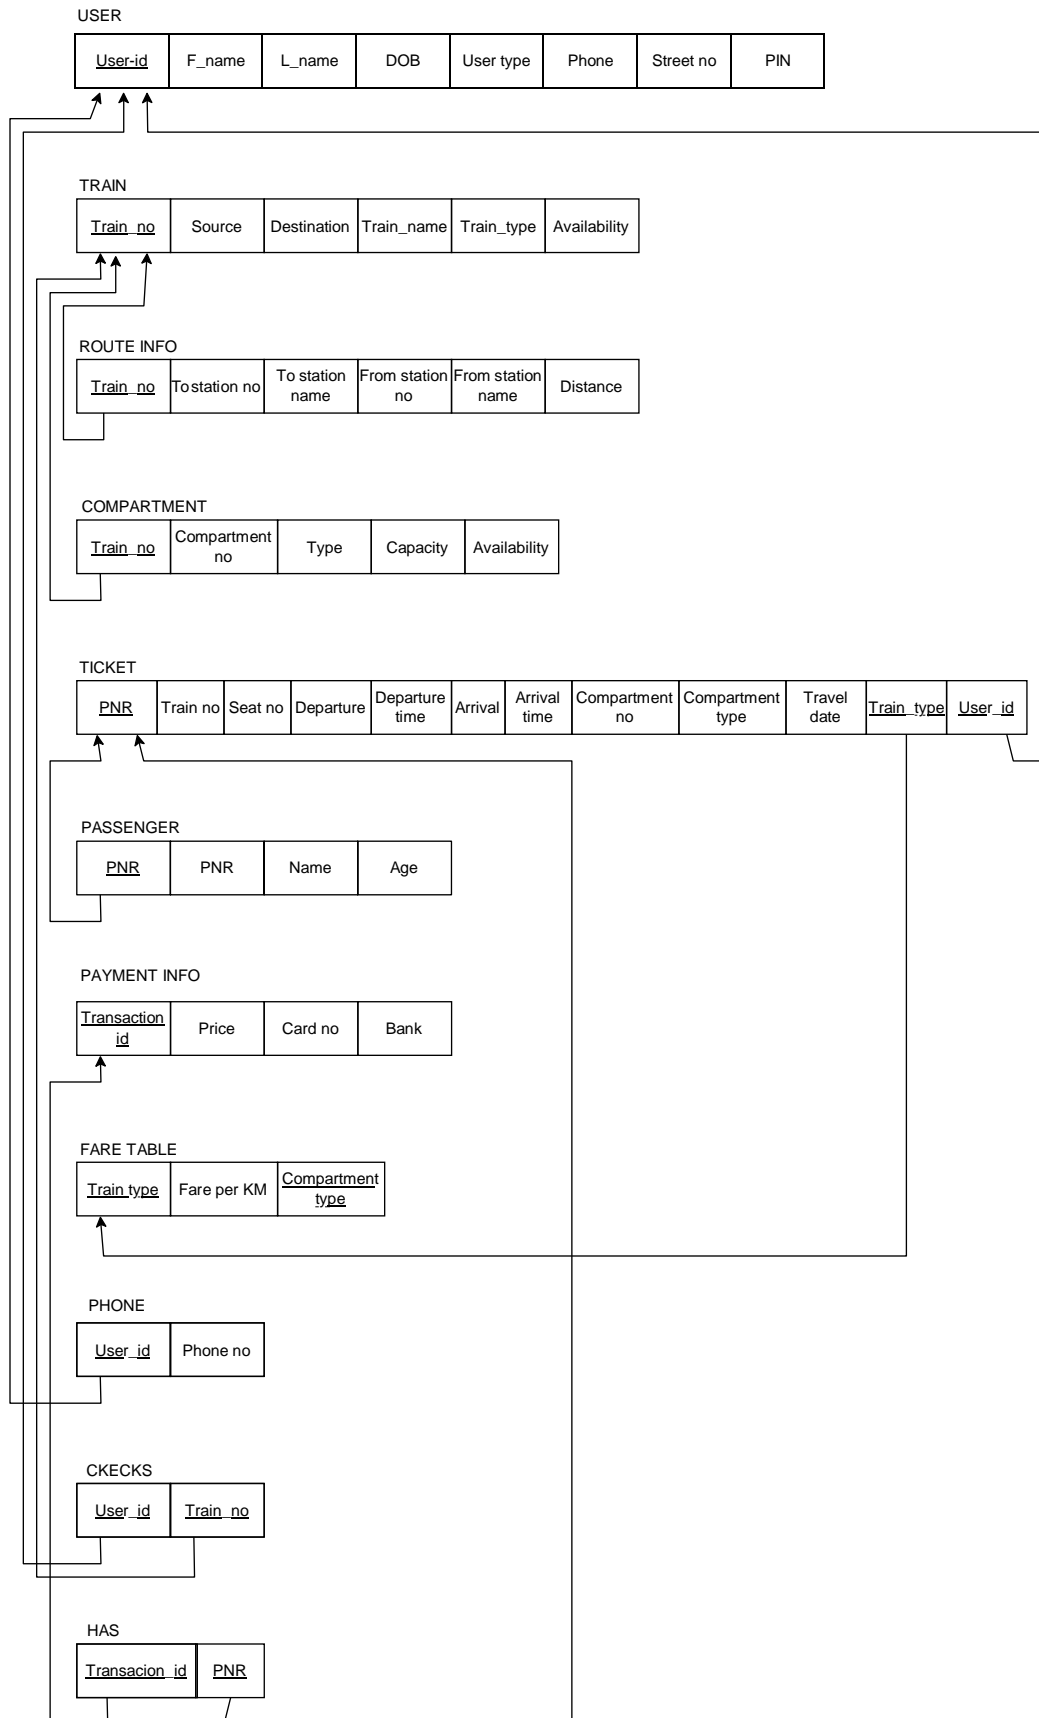 USER
User-id F_name L_name DOB User type Phone Street no PIN
TRAIN
Train_no Source Destination Train_name Train_type Availability
ROUTE INFO
Train_no To station no To station name From station no From station name Distance
COMPARTMENT
Train_no Compartment no Type Capacity Availability
TICKET
PNR Train no Seat no Departure Departure time Arrival Arrival time Compartment no Compartment type Travel date Train_type User_id
PASSENGER
PNR PNR Name Age
PAYMENT INFO
Transaction id Price Card no Bank
FARE TABLE
Train type Fare per KM Compartment type
PHONE
User_id Phone no
CKECKS
User_id Train_no
HAS
Transacion_id PNR